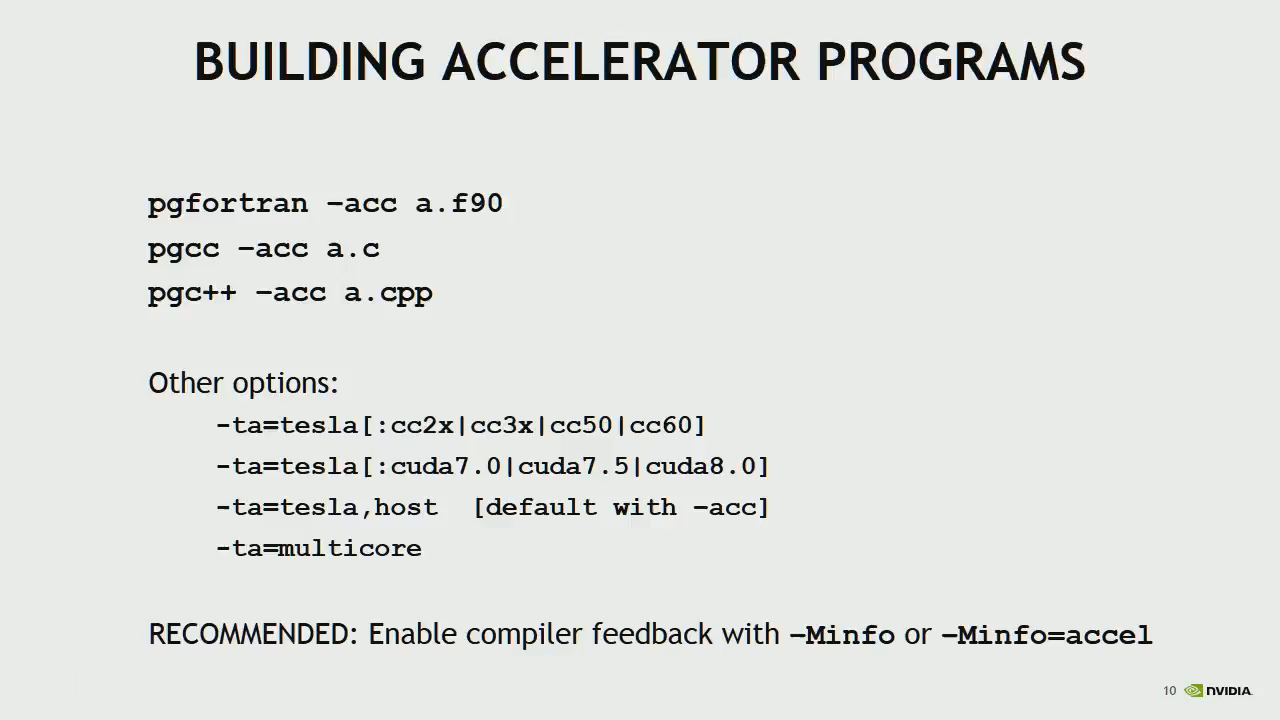 BUILDING ACCELERATOR PROGRAMS
pgfortran –acc a.f90
pgcc –acc a.c
pgc++ –acc a.cpp
Other options:
-ta=tesla[:cc2x|cc3x|cc50|cc60]
-ta=tesla[:cuda7.0|cuda7.5|cuda8.0]
-ta=tesla,host [default with –acc]
-ta=multicore
RECOMMENDED: Enable compiler feedback with –Minfo or –Minfo=accel
10 NVIDIA.